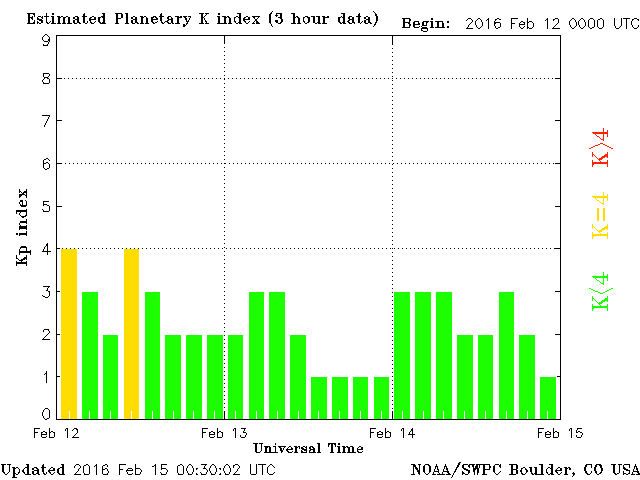 Estimated Planetary K index (3 hour data) Begin: 2016 Feb 12 0000 UTC
9
8
7
6
5
4
3
2
1
0
Kp index
K>4
K=4
K<4
Feb 12 Feb 13 Feb 14 Feb 15
Universal Time
Updated 2016 Feb 15 00:30:02 UTC NOAA/SWPC Boulder, CO USA